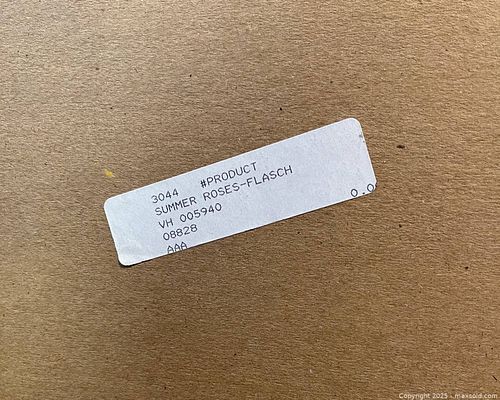 3044 #PRODUCT
SUMMER ROSES-FLASCH
VH 005940
08828
AAA
Copyright 2025 - maxsold.com